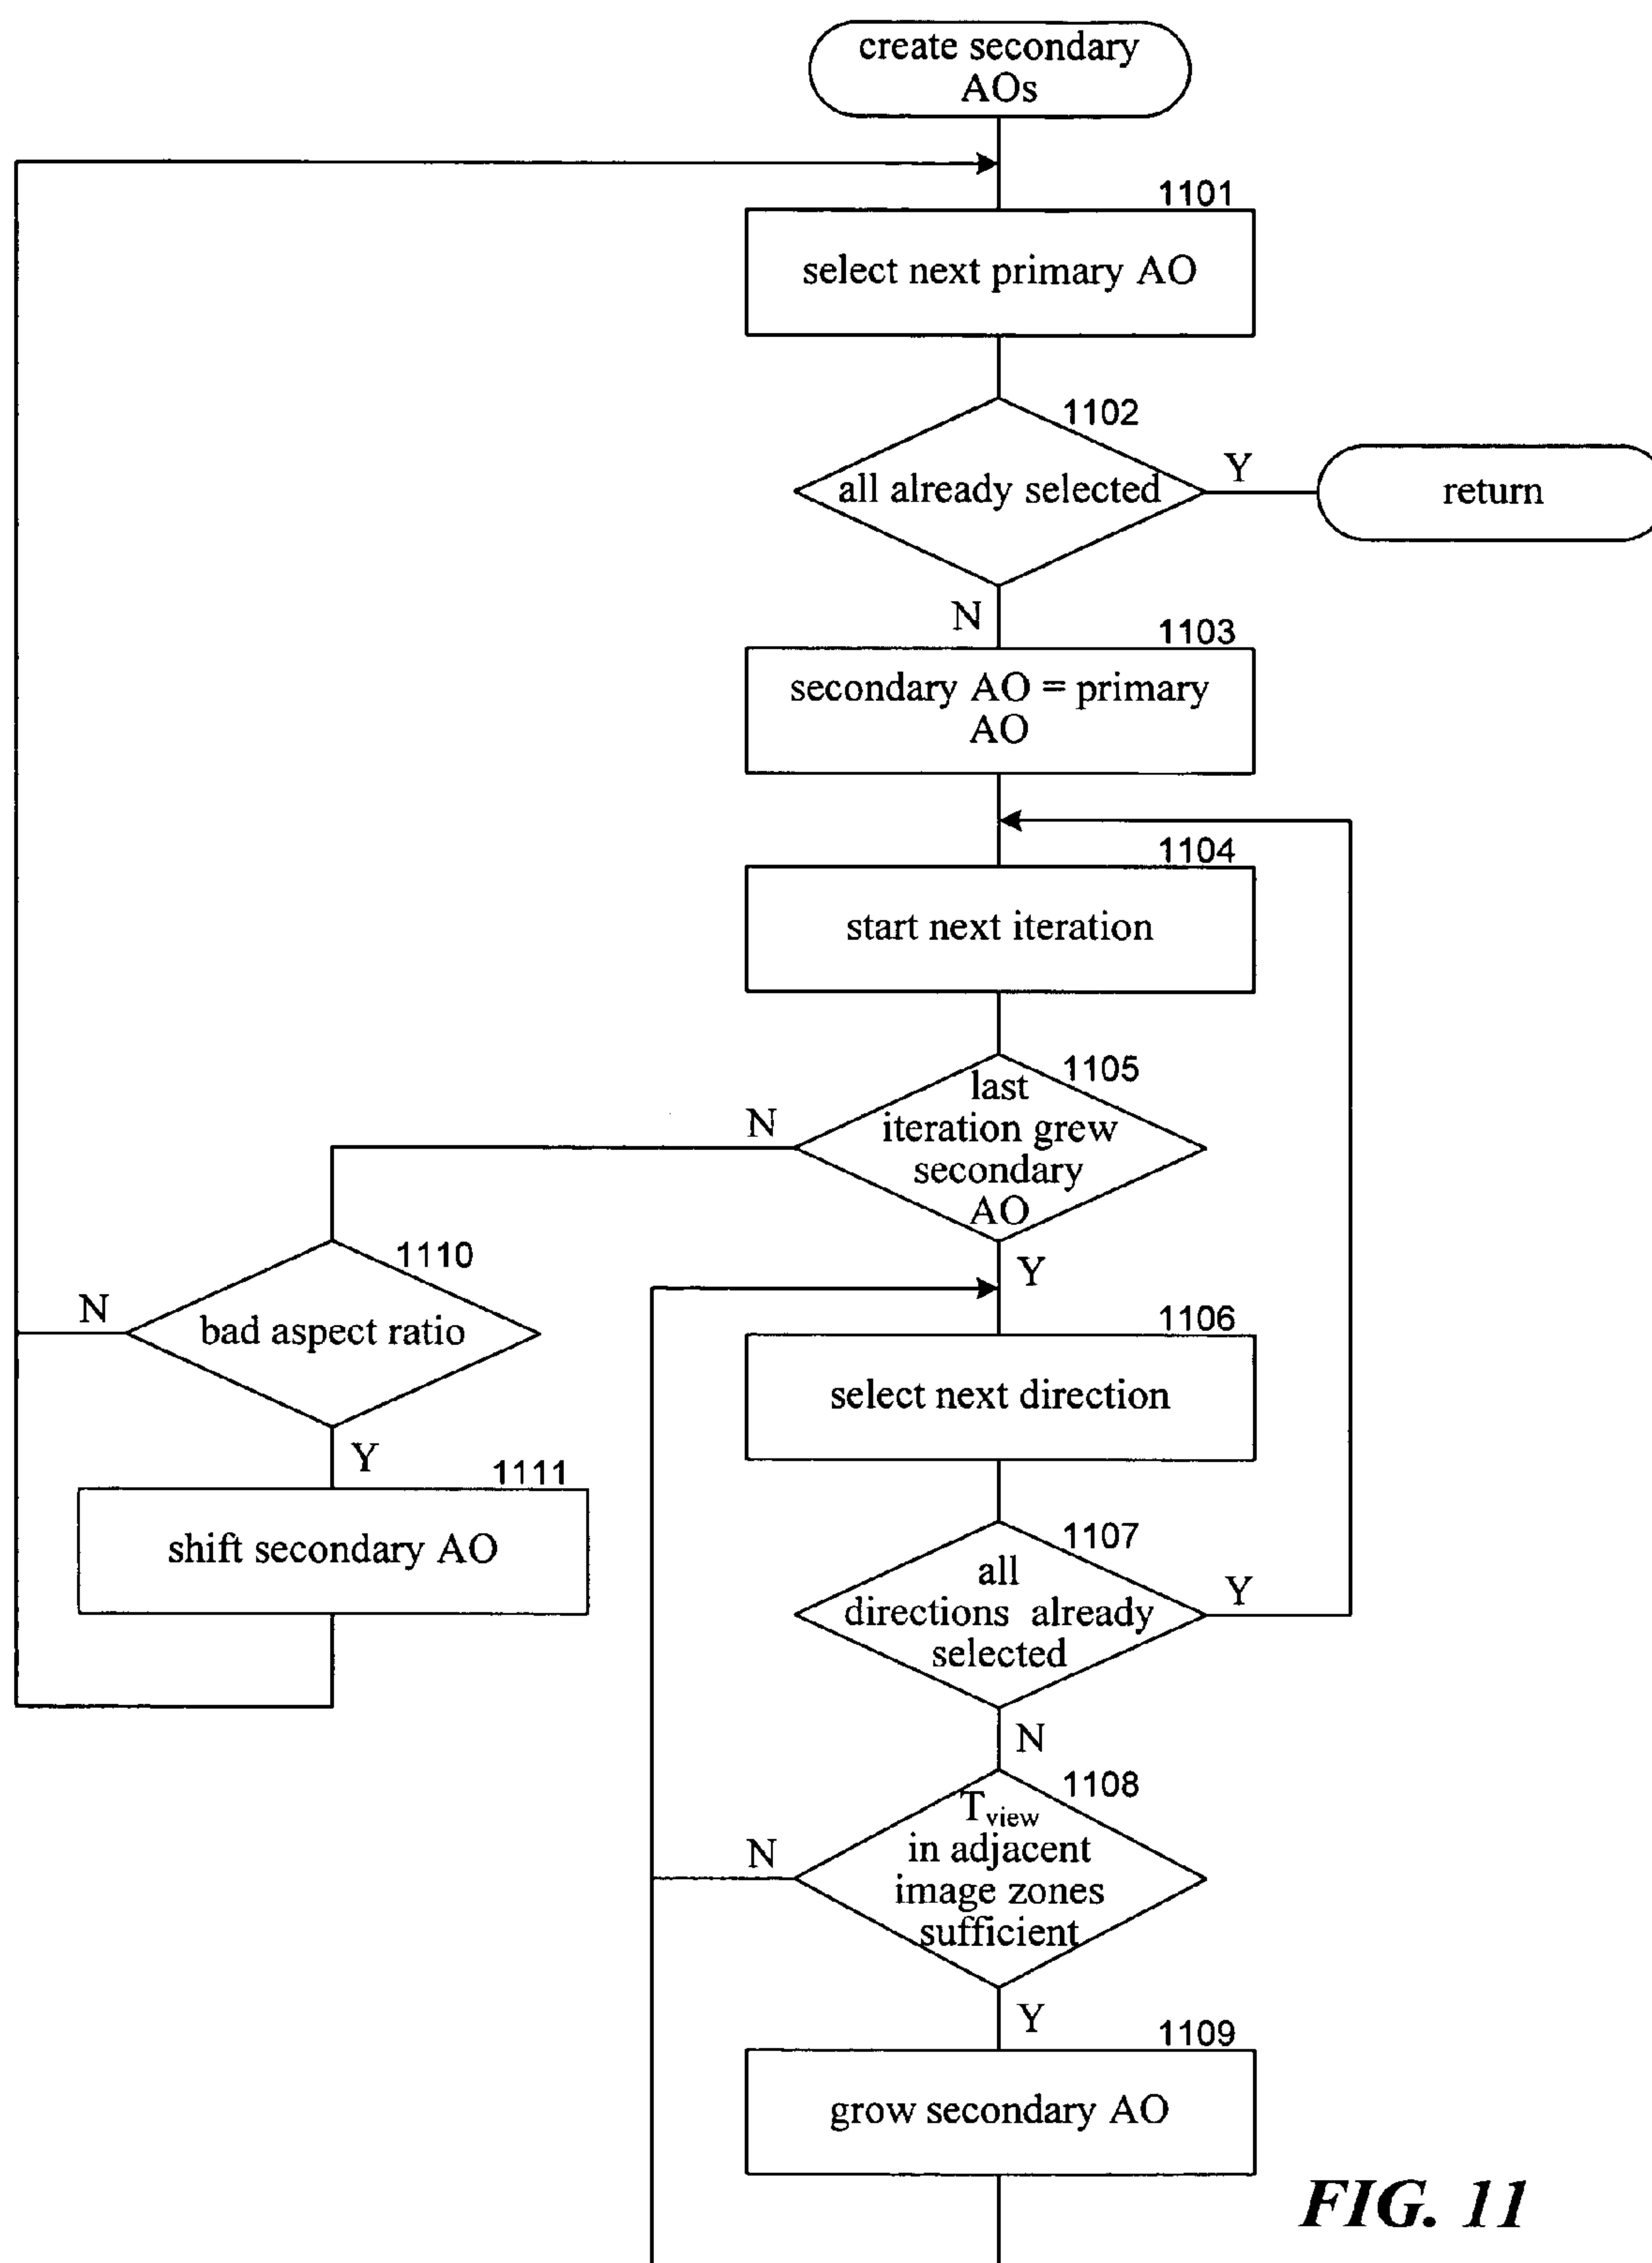 create secondary
AOs
1101
select next primary AO
1102
all already selected
Y
return
N
1103
secondary AO = primary
AO
1104
start next iteration
1105
last
iteration grew
secondary
AO
N
Y
1110
bad aspect ratio
N
Y
1111
shift secondary AO
1106
select next direction
1107
all
directions already
selected
Y
N
1108
Tview
in adjacent
image zones
sufficient
N
Y
1109
grow secondary AO
FIG. 11